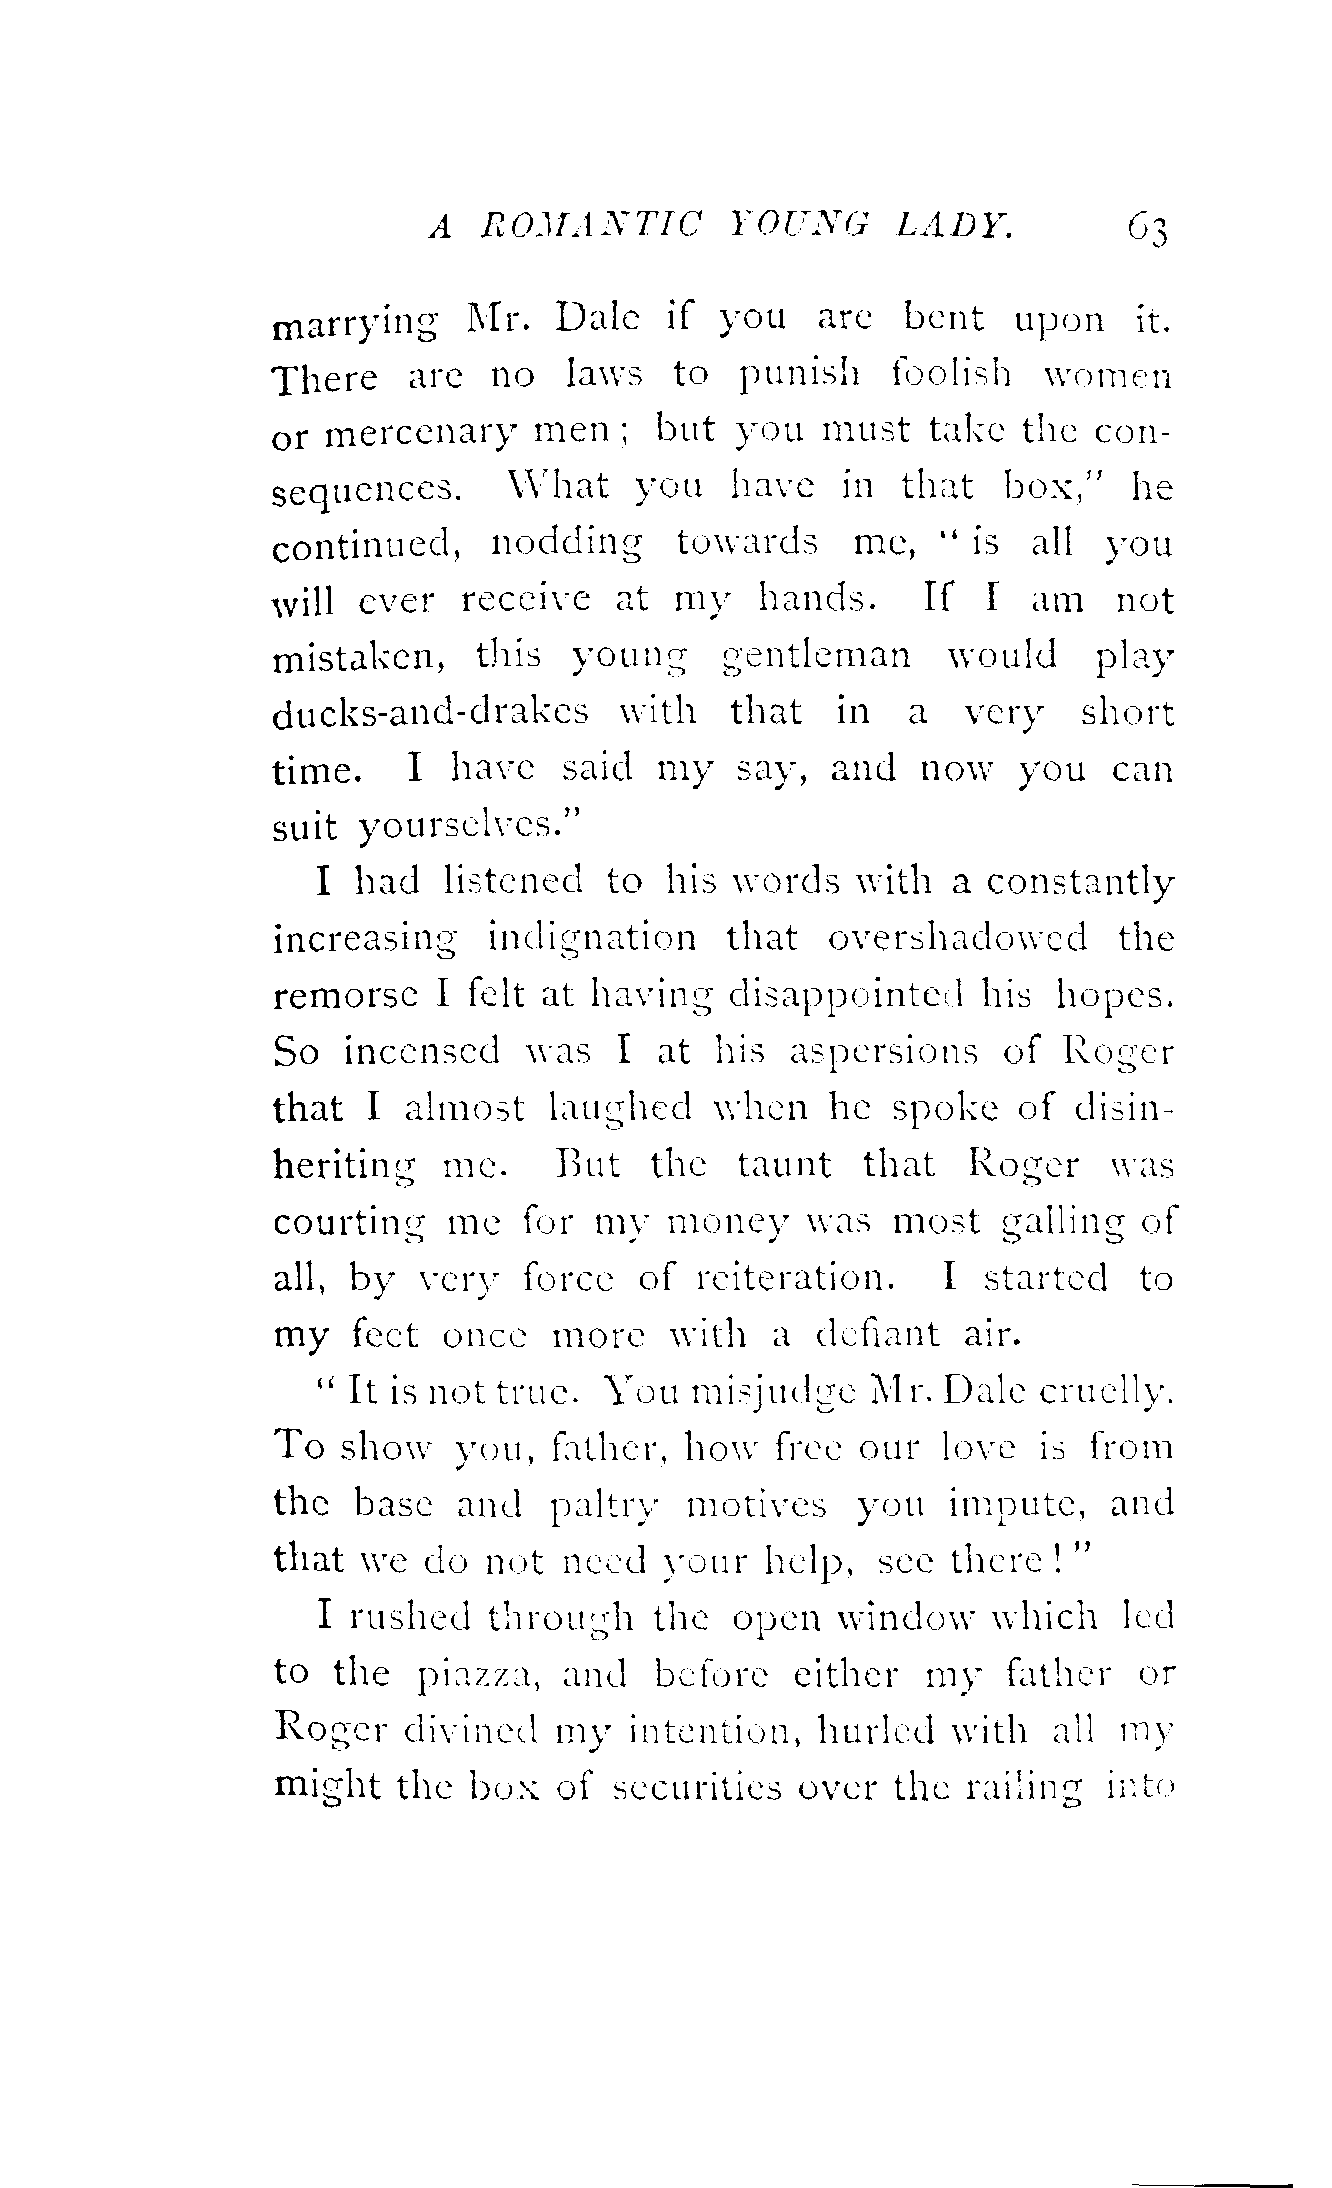 A ROMANTIC YOUNG LADY. 63
marrying Mr. Dale if you are bent upon it.
There are no laws to punish foolish women
or mercenary men; but you must take the con-
sequences. What you have in that box," he
continued, nodding towards me, "is all you
will ever receive at my hands. If I am not
mistaken, this young gentleman would play
ducks-and-drakes with that in a very short
time. I have said my say, and now you can
suit yourselves."
I had listened to his words with a constantly
increasing indignation that overshadowed the
remorse I felt at having disappointed his hopes.
So incensed was I at his aspersions of Roger
that I almost laughed when he spoke of disin-
heriting me. But the taunt that Roger was
courting me for my money was most galling of
all, by very force of reiteration. I started to
my feet once more with a defiant air.
"It is not true. You misjudge Mr. Dale cruelly.
To show you, father, how free our love is from
the base and paltry motives you impute, and
that we do not need your help, see there!"
I rushed through the open window which led
to the piazza, and before either my father or
Roger divined my intention, hurled with all my
might the box of securities over the railing into